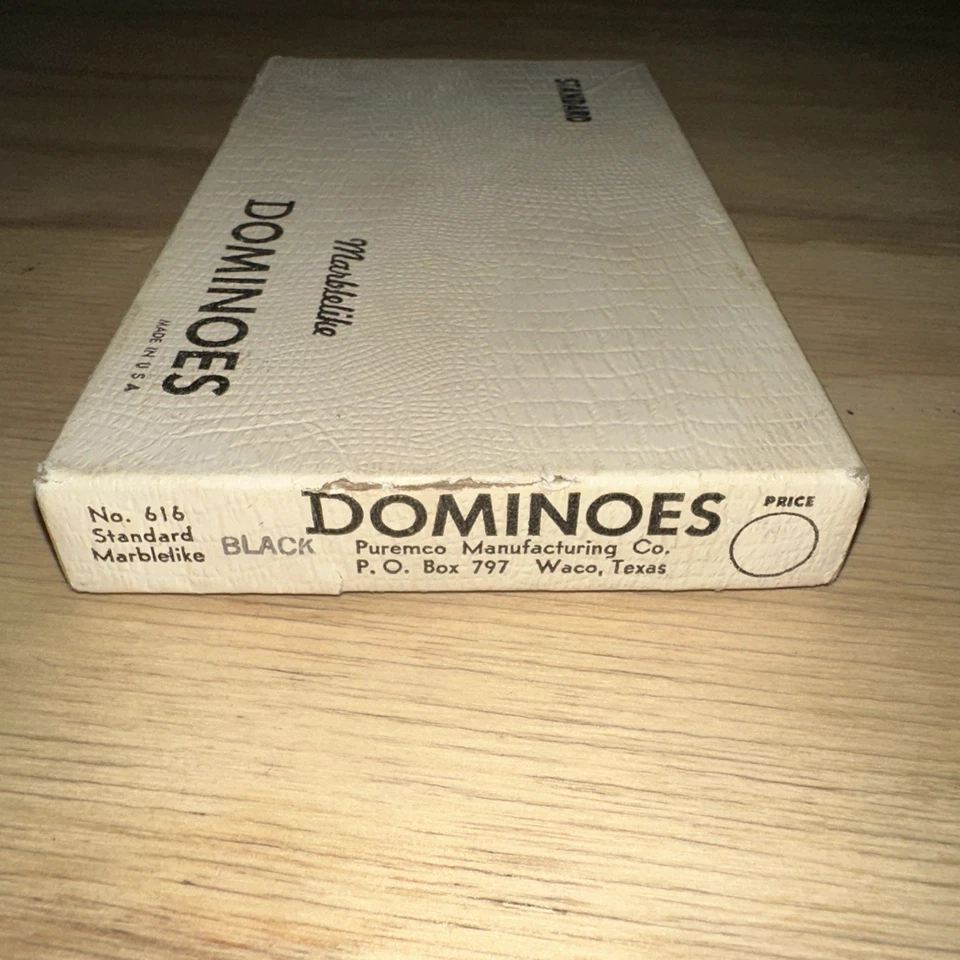 STANDARD
Marblelike
DOMINOES
MADE IN U S A
No. 616
Standard
Marblelike
BLACK
DOMINOES
Puremco Manufacturing Co.
P. O. Box 797 Waco, Texas
PRICE